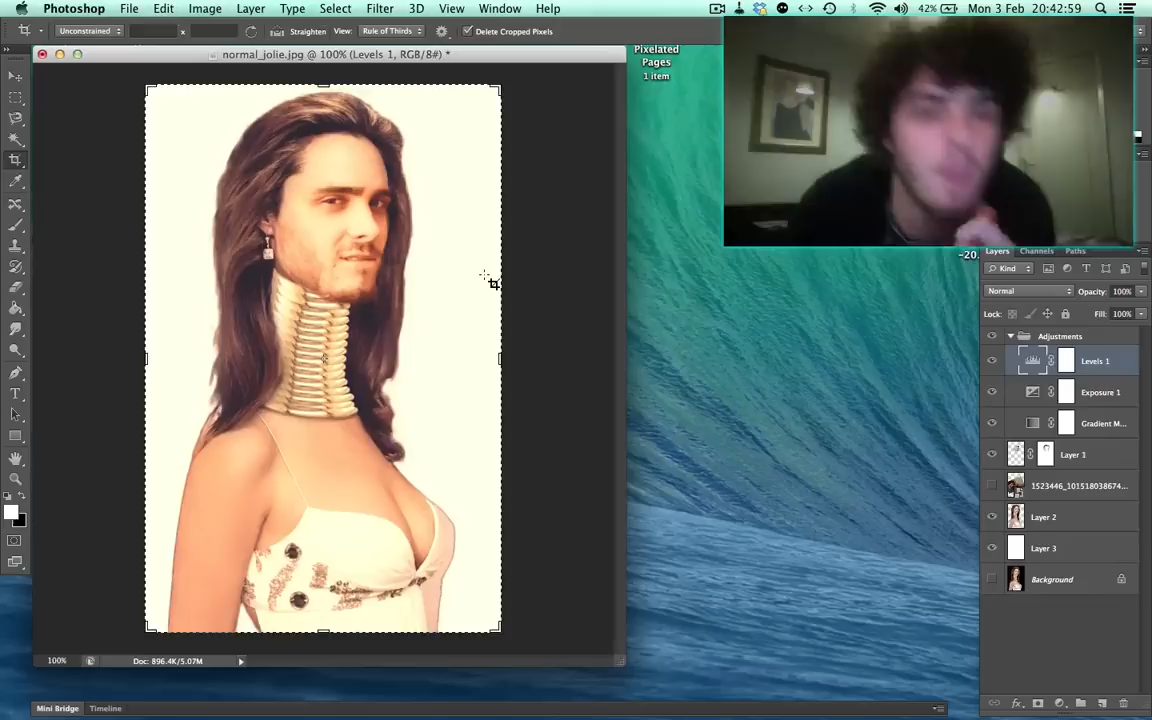 Photoshop File Edit Image Layer Type Select Filter 3D View Window Help 42% Mon 3 Feb 20:42:59
Unconstrained Straighten View: Rule of Thirds Delete Cropped Pixels
normal_jolie.jpg @ 100% (Levels 1, RGB/8#) *
Pixelated
Pages
1 item
-20.
Layers Channels Paths
Kind
Normal Opacity: 100%
Lock: Fill: 100%
Adjustments
Levels 1
Exposure 1
Gradient M...
Layer 1
1523446_101518038674...
Layer 2
Layer 3
Background
100% Doc: 896.4K/5.07M
Mini Bridge Timeline